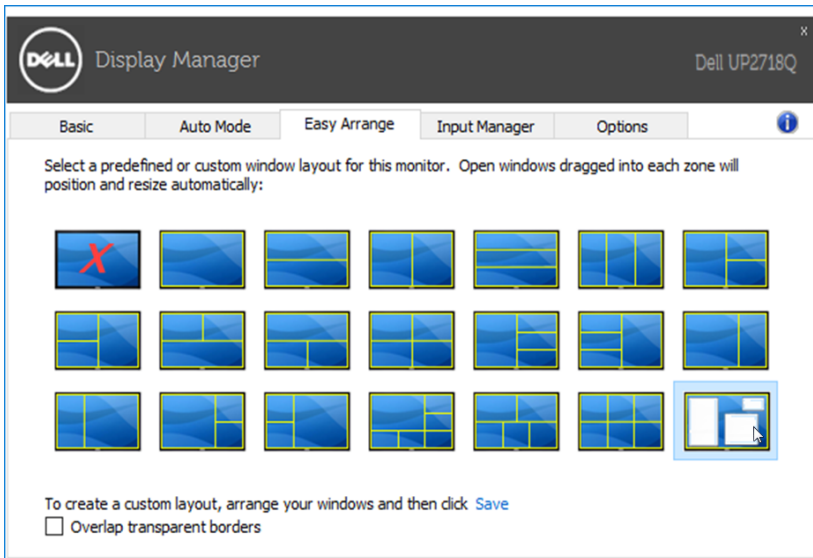 DELL
Display Manager
x
Dell UP2718Q
Basic
Auto Mode
Easy Arrange
Input Manager
Options
i
Select a predefined or custom window layout for this monitor. Open windows dragged into each zone will
position and resize automatically:
X
To create a custom layout, arrange your windows and then click Save
Overlap transparent borders